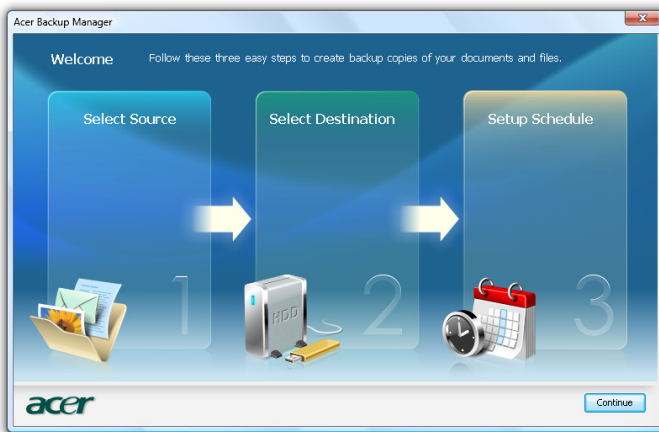 Acer Backup Manager
Welcome Follow these three easy steps to create backup copies of your documents and files.
Select Source
Select Destination
Setup Schedule
HDD
1
2
3
acer
Continue